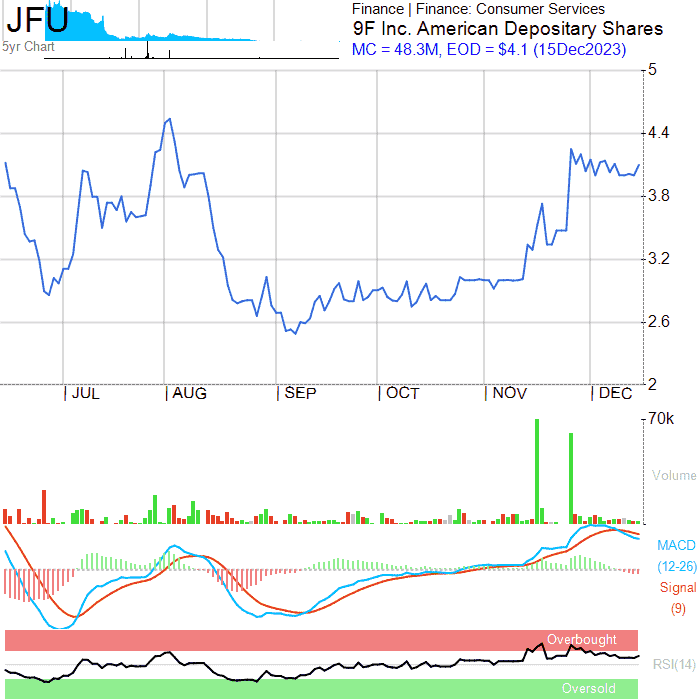 JFU
5yr Chart
Finance | Finance: Consumer Services
9F Inc. American Depositary Shares
MC = 48.3M, EOD = $4.1 (15Dec2023)
5
4.4
3.8
3.2
2.6
2
| JUL | AUG | SEP | OCT | NOV | DEC
70k
Volume
MACD
(12-26)
Signal
(9)
Overbought
RSI(14)
Oversold